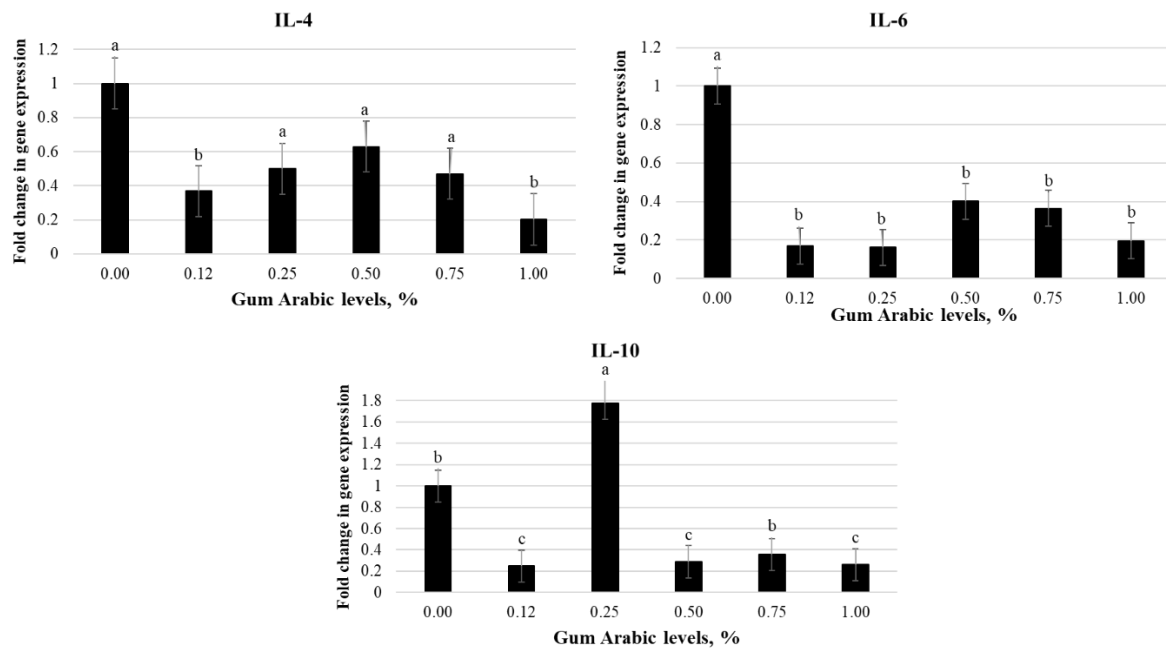 IL-4
Fold change in gene expression
1.2
1
0.8
0.6
0.4
0.2
0
a
b
a
a
a
b
0.00 0.12 0.25 0.50 0.75 1.00
Gum Arabic levels, %
IL-6
Fold change in gene expression
1.2
1
0.8
0.6
0.4
0.2
0
a
b
b
b
b
b
0.00 0.12 0.25 0.50 0.75 1.00
Gum Arabic levels, %
IL-10
Fold change in gene expression
1.8
1.6
1.4
1.2
1
0.8
0.6
0.4
0.2
0
b
c
a
c
b
c
0.00 0.12 0.25 0.50 0.75 1.00
Gum Arabic levels, %